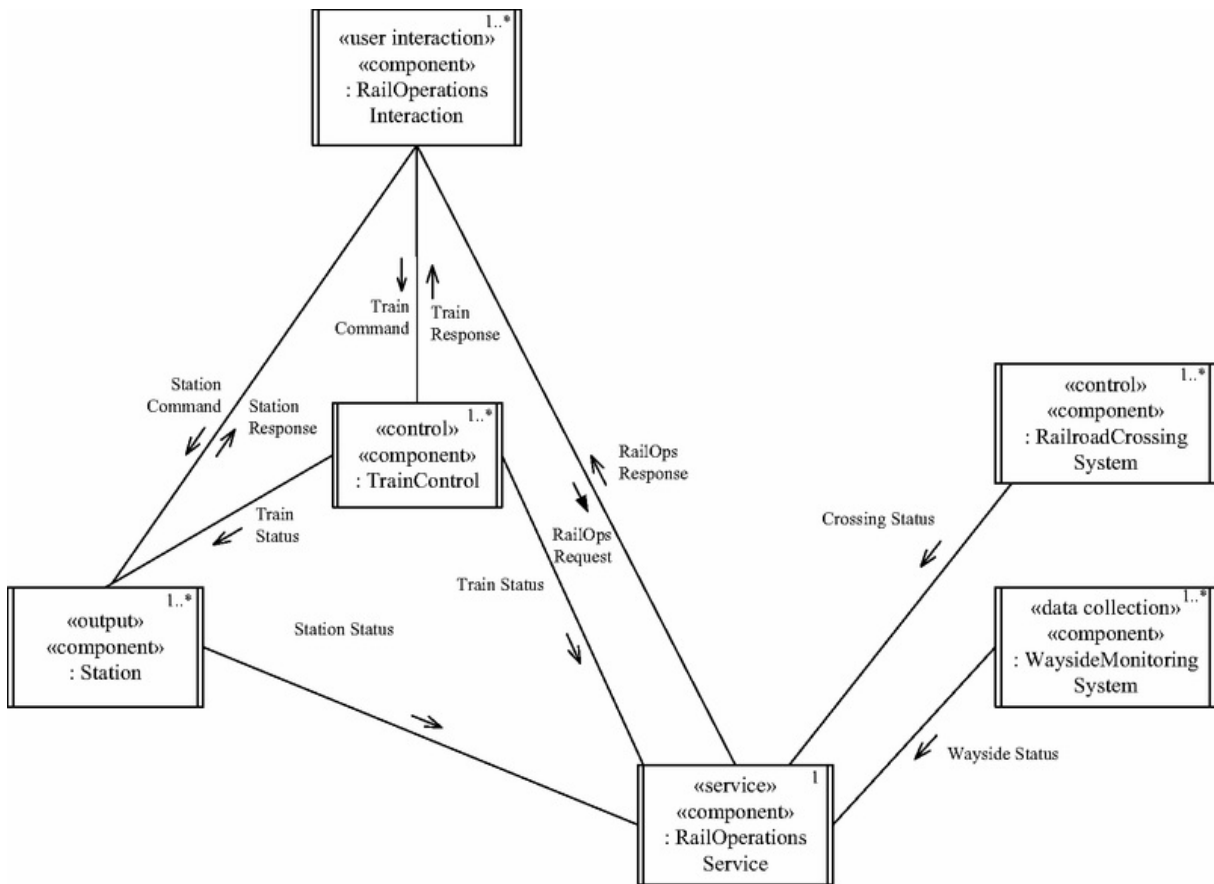 1..*
«user interaction»
«component»
: RailOperations
Interaction
Train
Command
Train
Response
Station
Command
Station
Response
1..*
«control»
«component»
: TrainControl
RailOps
Response
RailOps
Request
1..*
«control»
«component»
: RailroadCrossing
System
Crossing Status
Train
Status
Train Status
Station Status
1..*
«output»
«component»
: Station
1..*
«data collection»
«component»
: WaysideMonitoring
System
Wayside Status
1
«service»
«component»
: RailOperations
Service